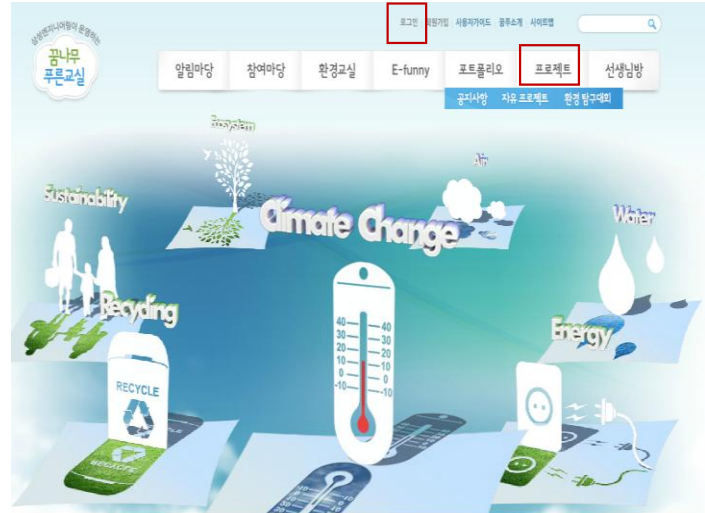 로그인 회원가입 사용자가이드 꿈푸소개 사이트맵
삼성엔지니어링이 운영하는
꿈나무
푸른교실
알림마당 참여마당 환경교실 E-funny 포트폴리오 프로젝트 선생님방
공지사항 자유 프로젝트 환경 탐구대회
Ecosystem
Air
Sustainability
Climate Change
Water
Recycling
Energy
40 40
30 30
20 20
10 10
0 0
-10 -10
RECYCLE
RECYCLE